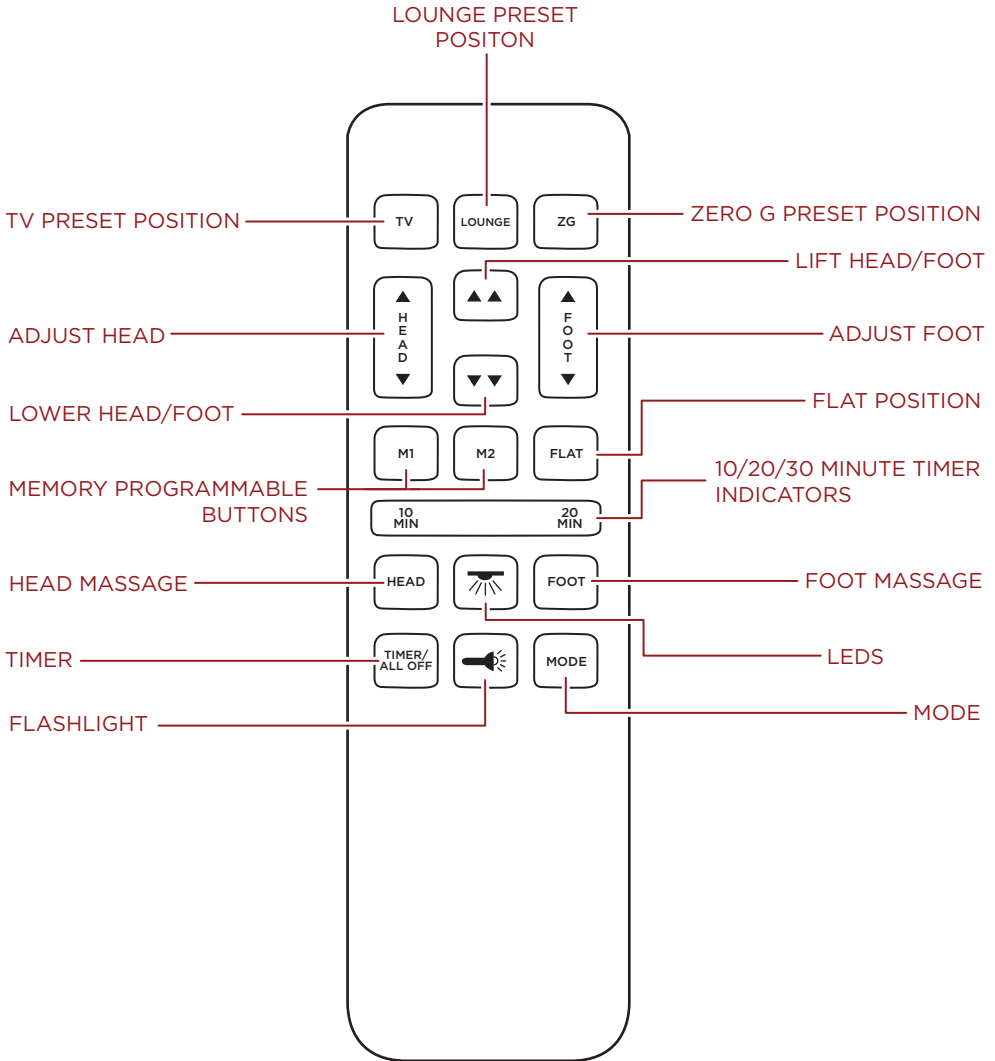 LOUNGE PRESET
POSITON
TV PRESET POSITION
TV
LOUNGE
ZG
ZERO G PRESET POSITION
LIFT HEAD/FOOT
ADJUST HEAD
HEAD
FOOT
ADJUST FOOT
LOWER HEAD/FOOT
FLAT POSITION
M1
M2
FLAT
MEMORY PROGRAMMABLE
BUTTONS
10/20/30 MINUTE TIMER
INDICATORS
10
MIN
20
MIN
HEAD MASSAGE
HEAD
FOOT
FOOT MASSAGE
TIMER
TIMER/
ALL OFF
MODE
LEDS
FLASHLIGHT
MODE